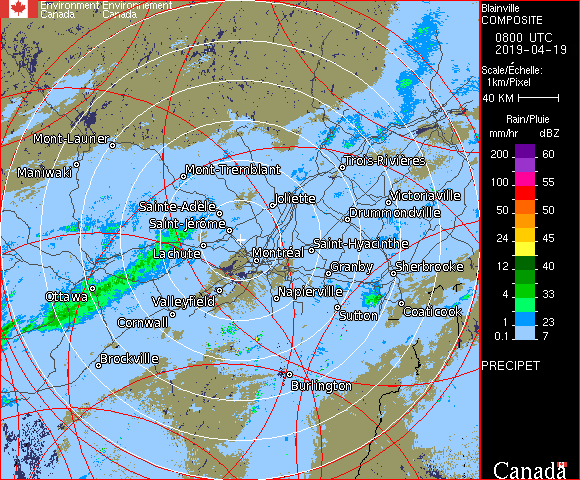 Environment Environnement
Canada Canada
Blainville
COMPOSITE
0800 UTC
2019-04-19
Scale/Échelle:
1km/Pixel
40 KM
Rain/Pluie
mm/hr dBZ
200 60
100 55
50 50
24 45
12 40
4 33
1 23
0.1 7
PRECIPET
Canada
Mont-Laurier
Maniwaki
Mont-Tremblant
Trois-Rivières
Sainte-Adèle
Joliette
Victoriaville
Saint-Jérôme
Drummondville
Lachute
Montréal
Saint-Hyacinthe
Granby
Sherbrooke
Ottawa
Valleyfield
Napierville
Cornwall
Sutton
Coaticook
Brockville
Burlington